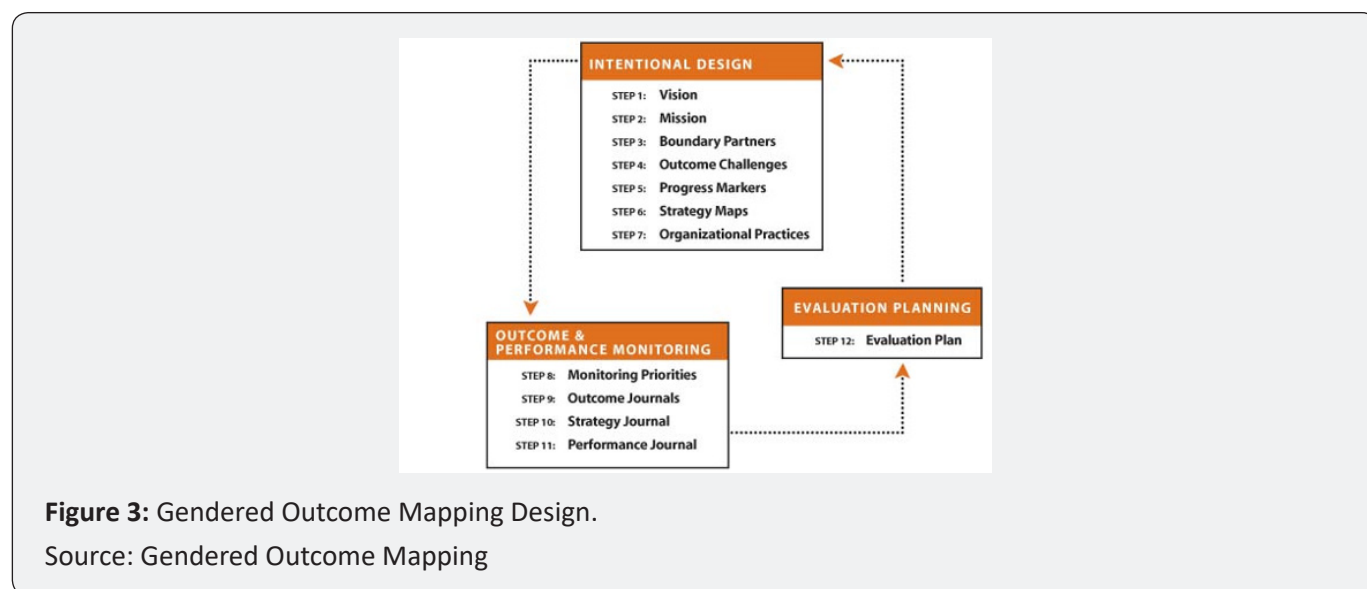 INTENTIONAL DESIGN
STEP 1: Vision
STEP 2: Mission
STEP 3: Boundary Partners
STEP 4: Outcome Challenges
STEP 5: Progress Markers
STEP 6: Strategy Maps
STEP 7: Organizational Practices
OUTCOME &
PERFORMANCE MONITORING
STEP 8: Monitoring Priorities
STEP 9: Outcome Journals
STEP 10: Strategy Journal
STEP 11: Performance Journal
EVALUATION PLANNING
STEP 12: Evaluation Plan
Figure 3: Gendered Outcome Mapping Design.
Source: Gendered Outcome Mapping